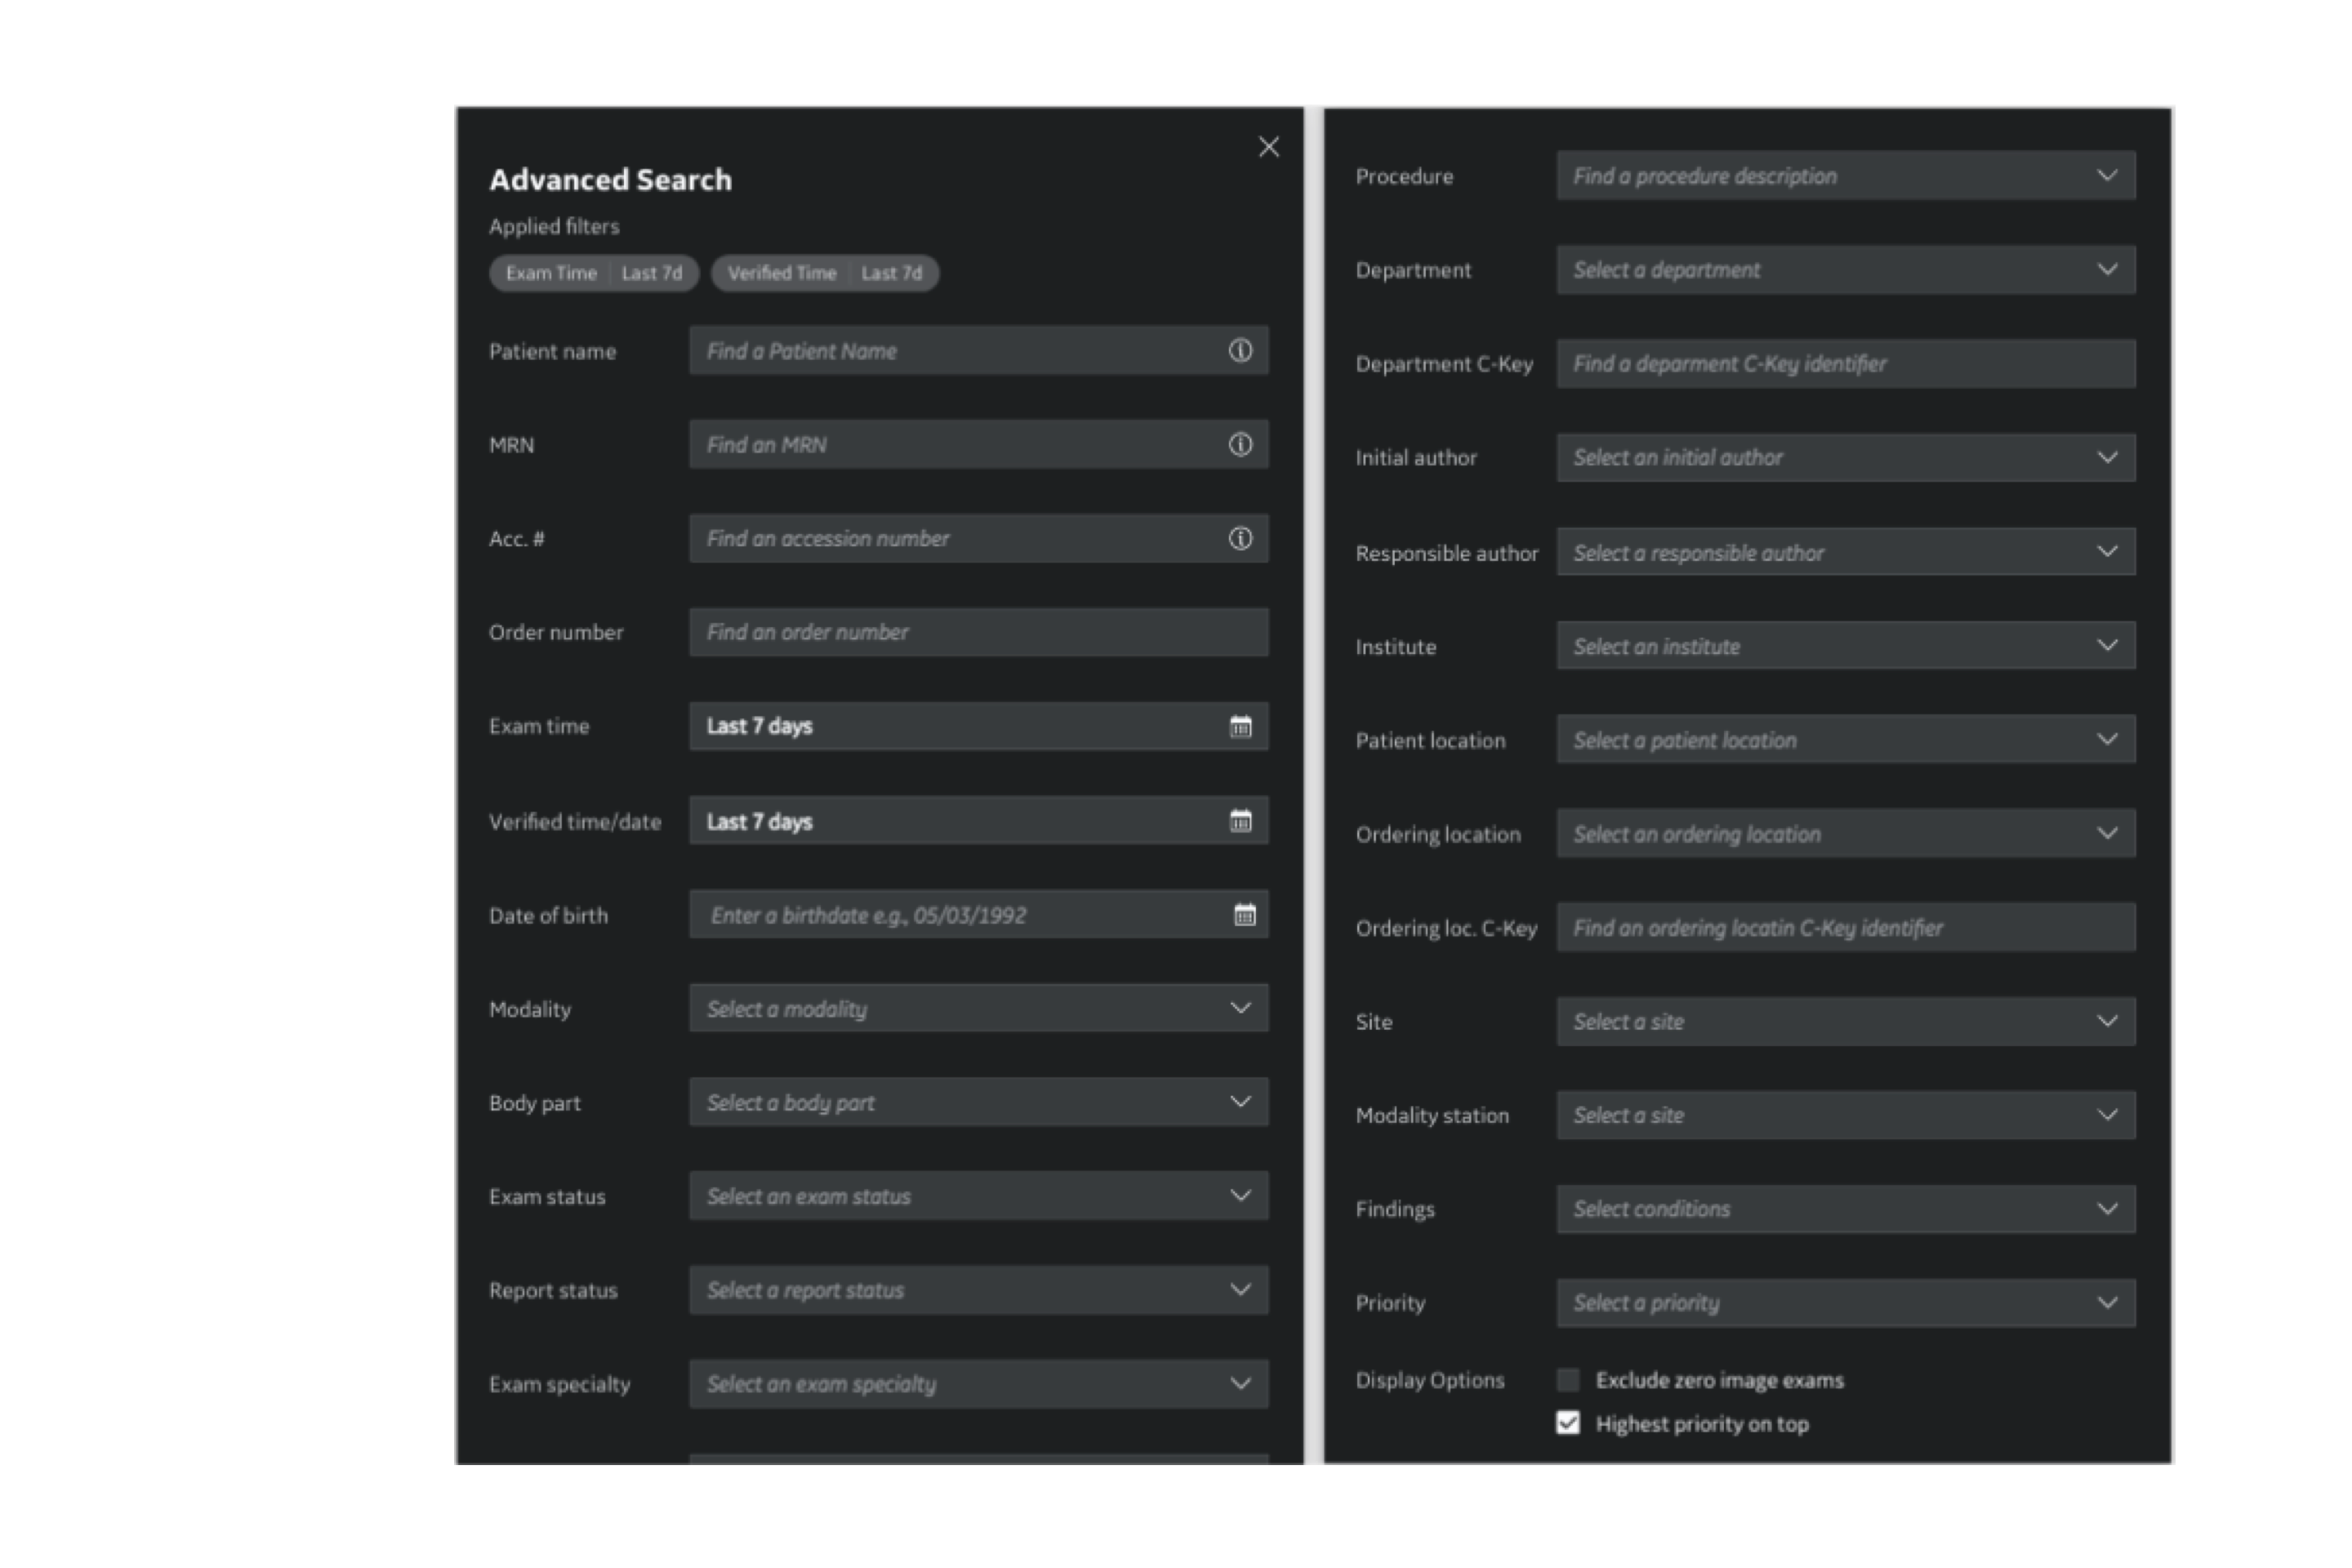 Advanced Search
Applied filters
Exam Time Last 7d Verified Time Last 7d
Patient name Find a Patient Name
MRN Find an MRN
Acc. # Find an accession number
Order number Find an order number
Exam time Last 7 days
Verified time/date Last 7 days
Date of birth Enter a birthdate e.g., 05/03/1992
Modality Select a modality
Body part Select a body part
Exam status Select an exam status
Report status Select a report status
Exam specialty Select an exam specialty
Procedure Find a procedure description
Department Select a department
Department C-Key Find a deparment C-Key identifier
Initial author Select an initial author
Responsible author Select a responsible author
Institute Select an institute
Patient location Select a patient location
Ordering location Select an ordering location
Ordering loc. C-Key Find an ordering locatin C-Key identifier
Site Select a site
Modality station Select a site
Findings Select conditions
Priority Select a priority
Display Options Exclude zero image exams
Highest priority on top